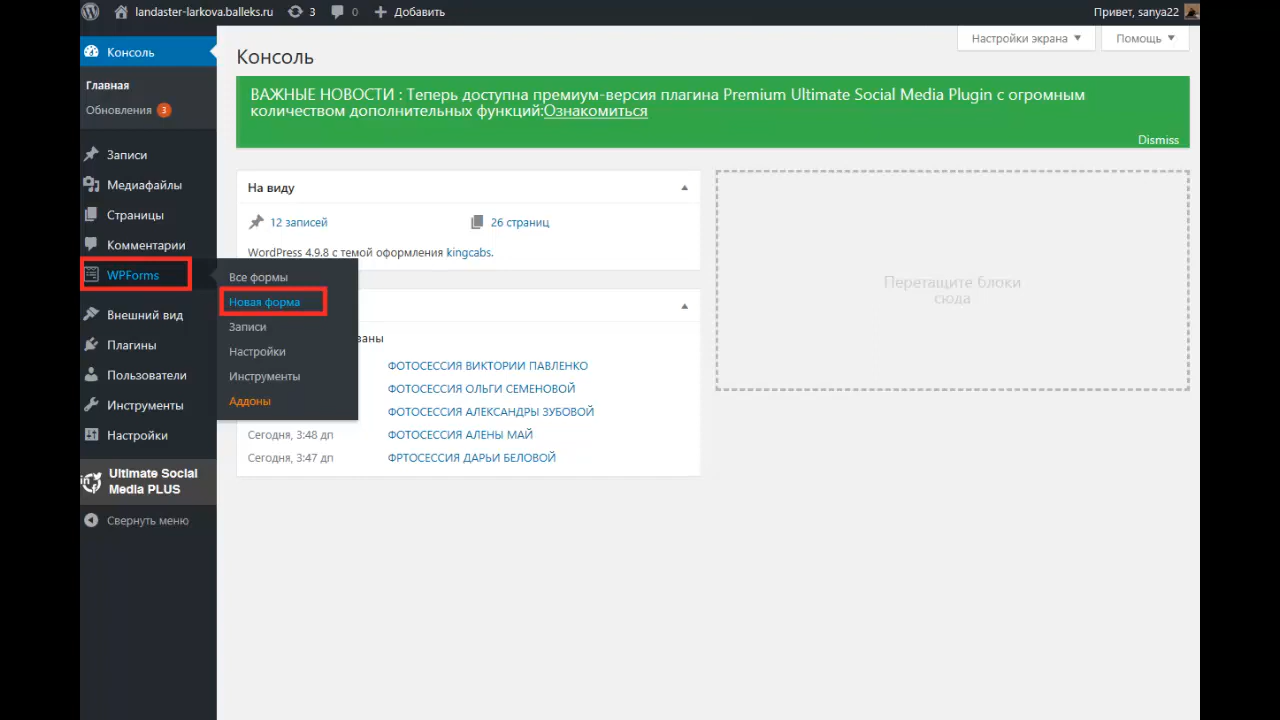 landaster-larkova.balleks.ru 3 0 Добавить Привет, sanya22
Настройки экрана Помощь
Консоль
Главная
Обновления 3
Записи
Медиафайлы
Страницы
Комментарии
WPForms
Внешний вид
Плагины
Пользователи
Инструменты
Настройки
Ultimate Social
Media PLUS
Свернуть меню
Все формы
Новая форма
Записи
Настройки
Инструменты
Аддоны
Консоль
ВАЖНЫЕ НОВОСТИ : Теперь доступна премиум-версия плагина Premium Ultimate Social Media Plugin с огромным
количеством дополнительных функций:Ознакомиться
Dismiss
На виду
12 записей 26 страниц
WordPress 4.9.8 с темой оформления kingcabs.
ФОТОСЕССИЯ ВИКТОРИИ ПАВЛЕНКО
ФОТОСЕССИЯ ОЛЬГИ СЕМЕНОВОЙ
ФОТОСЕССИЯ АЛЕКСАНДРЫ ЗУБОВОЙ
Сегодня, 3:48 дп ФОТОСЕССИЯ АЛЕНЫ МАЙ
Сегодня, 3:47 дп ФРТОСЕССИЯ ДАРЬИ БЕЛОВОЙ
Перетащите блоки
сюда